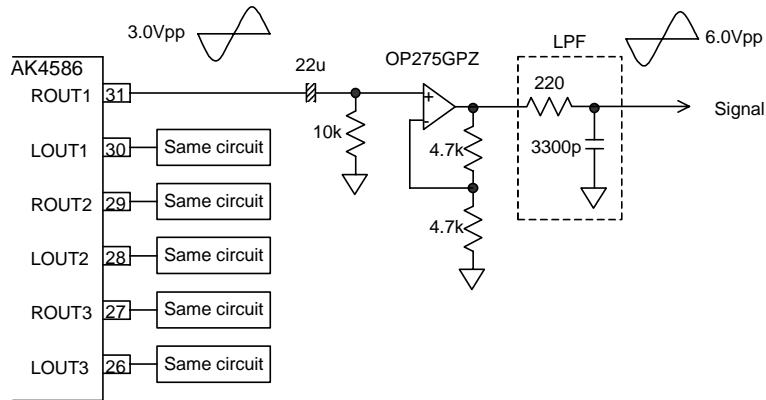 3.0Vpp
6.0Vpp
LPF
OP275GPZ
22u
AK4586
220
ROUT1 31
+
-
Signal
10k
4.7k
3300p
LOUT1 30 Same circuit
ROUT2 29 Same circuit
4.7k
LOUT2 28 Same circuit
ROUT3 27 Same circuit
LOUT3 26 Same circuit